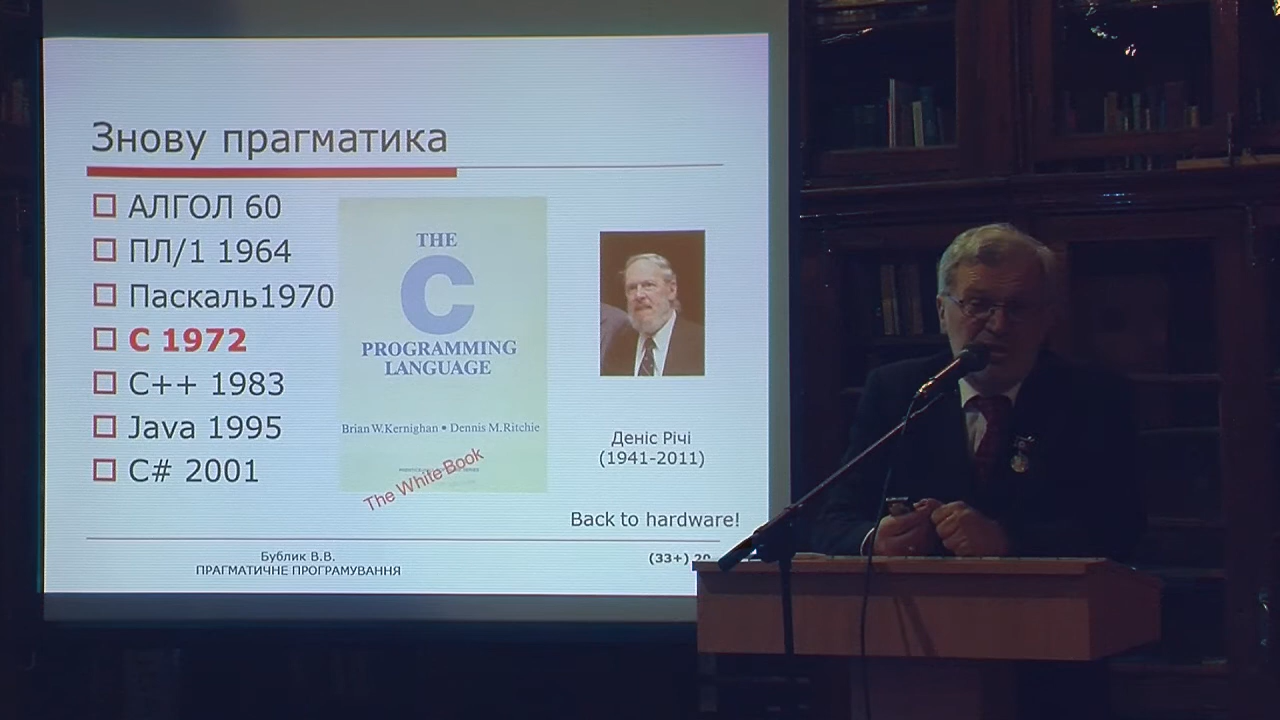 Знову прагматика
АЛГОЛ 60
ПЛ/1 1964
Паскаль1970
С 1972
С++ 1983
Java 1995
C# 2001
THE
C
PROGRAMMING
LANGUAGE
Brian W. Kernighan • Dennis M. Ritchie
The White Book
Деніс Річі
(1941-2011)
Back to hardware!
Бублик В.В.
ПРАГМАТИЧНЕ ПРОГРАМУВАННЯ
(33+) 20